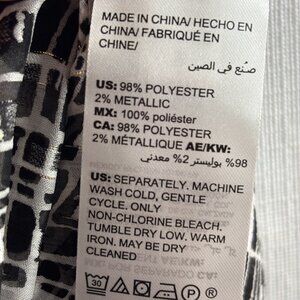 MADE IN CHINA/ HECHO EN
CHINA/ FABRIQUÉ EN
CHINE/
صُنع في الصين
US: 98% POLYESTER
2% METALLIC
MX: 100% poliéster
CA: 98% POLYESTER
2% MÉTALLIQUE AE/KW:
98% بوليستر 2% معدني
US: SEPARATELY. MACHINE
WASH COLD, GENTLE
CYCLE. ONLY
NON-CHLORINE BLEACH.
TUMBLE DRY LOW. WARM
IRON. MAY BE DRY
CLEANED
30